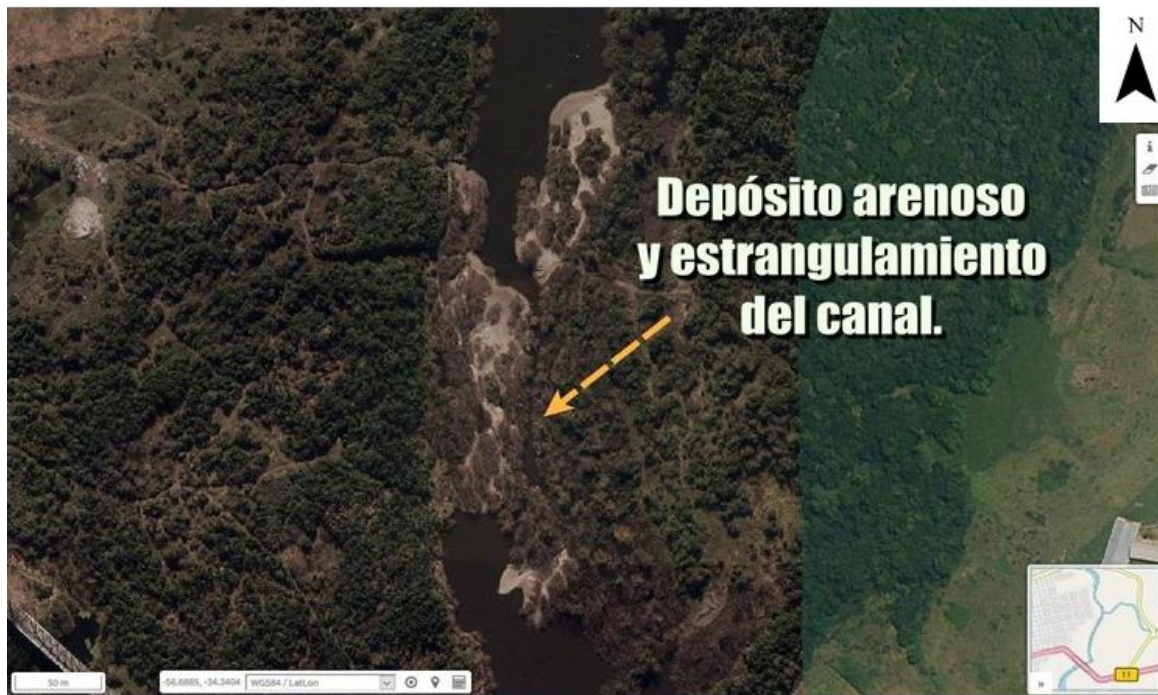 N
i
Depósito arenoso
y estrangulamiento
del canal.
50 m
-56.6885, -34.3404 WGS84 / LatLon
»
11